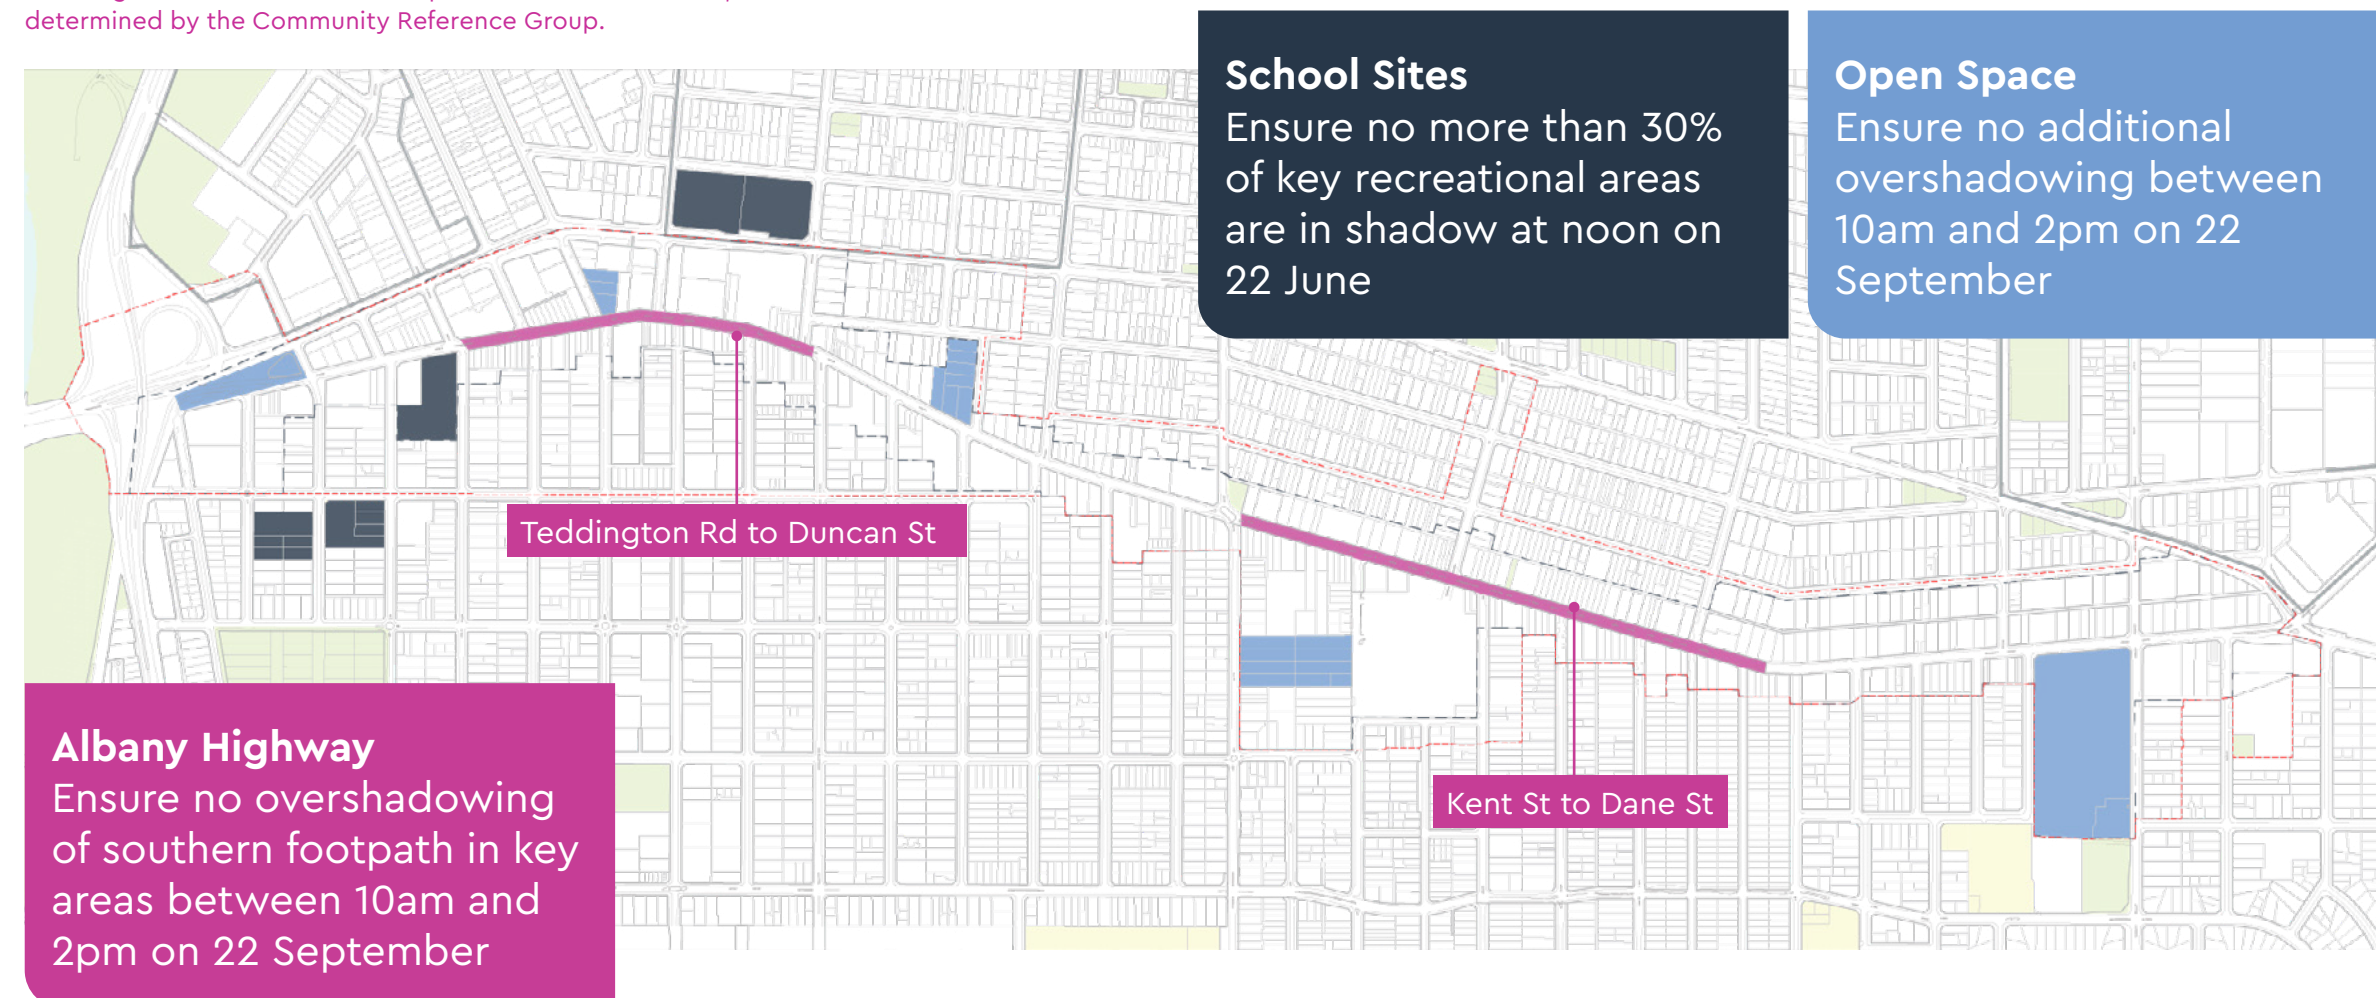 determined by the Community Reference Group.
School Sites
Ensure no more than 30%
of key recreational areas
are in shadow at noon on
22 June
Open Space
Ensure no additional
overshadowing between
10am and 2pm on 22
September
Teddington Rd to Duncan St
Kent St to Dane St
Albany Highway
Ensure no overshadowing
of southern footpath in key
areas between 10am and
2pm on 22 September